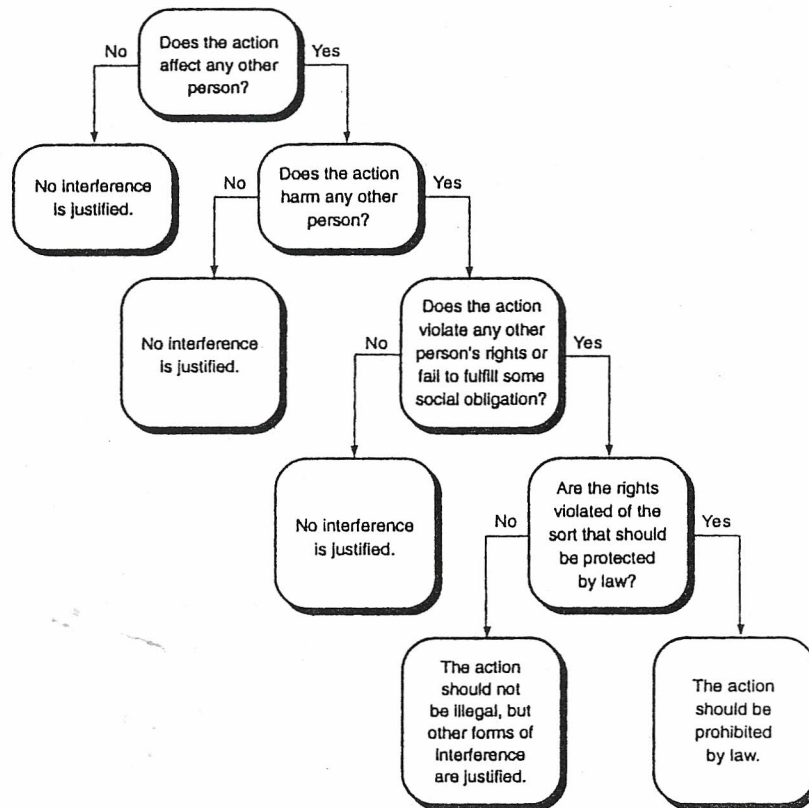 Does the action
affect any other
person?
No
Yes
No interference
is justified.
Does the action
harm any other
person?
No
Yes
No interference
is justified.
Does the action
violate any other
person's rights or
fail to fulfill some
social obligation?
No
Yes
No interference
is justified.
Are the rights
violated of the
sort that should
be protected
by law?
No
Yes
The action
should not
be illegal, but
other forms of
interference
are justified.
The action
should be
prohibited
by law.